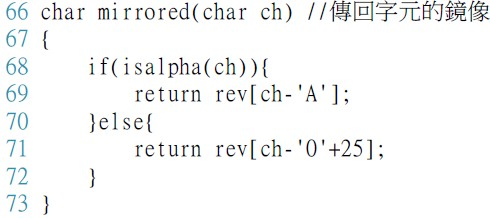 66 char mirrored(char ch) //傳回字元的鏡像
67 {
68     if(isalpha(ch)){
69         return rev[ch-'A'];
70     }else{
71         return rev[ch-'0'+25];
72     }
73 }